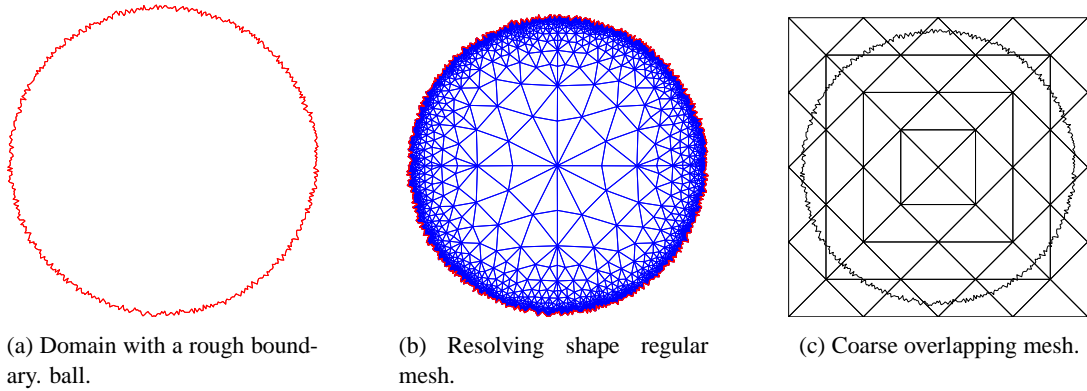 (a) Domain with a rough bound-
ary. ball.
(b) Resolving shape regular
mesh.
(c) Coarse overlapping mesh.